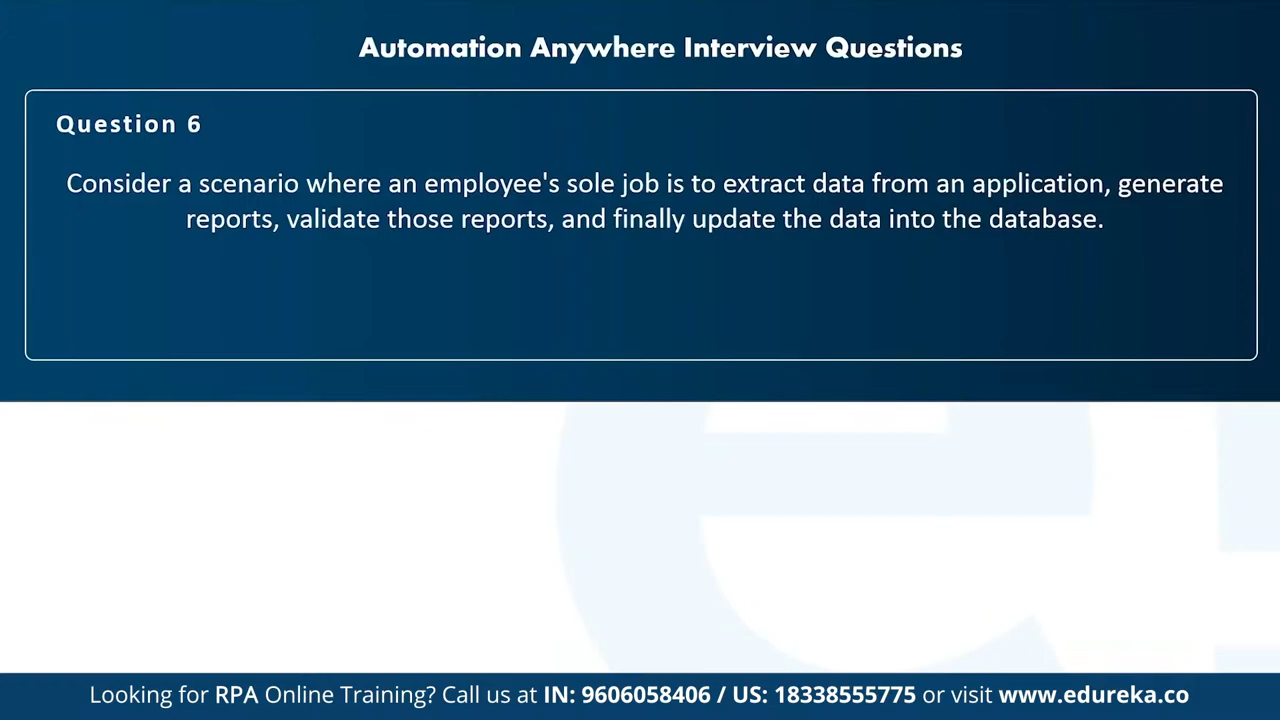 Automation Anywhere Interview Questions
Question 6
Consider a scenario where an employee's sole job is to extract data from an application, generate
reports, validate those reports, and finally update the data into the database.
Looking for RPA Online Training? Call us at IN: 9606058406 / US: 18338555775 or visit www.edureka.co